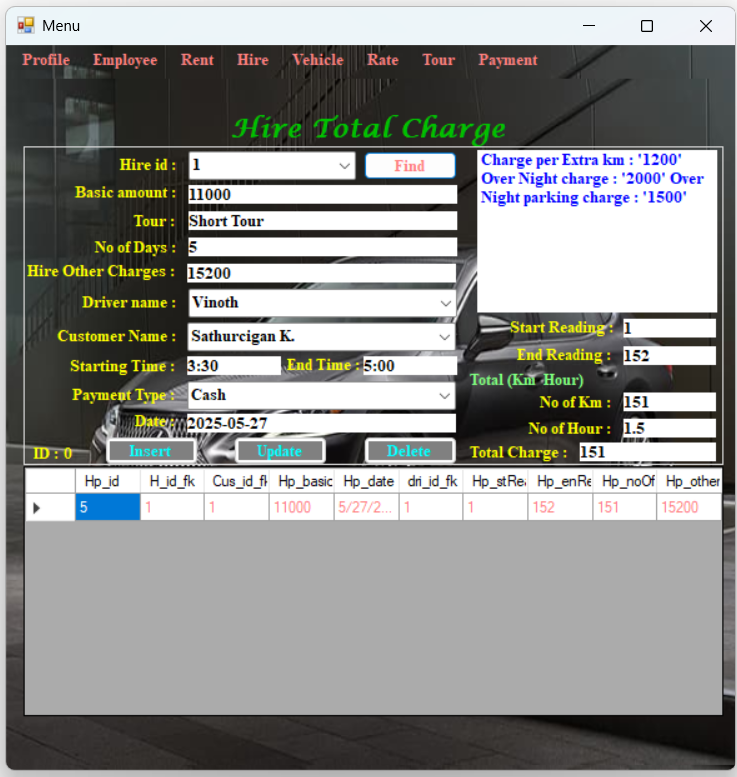 Menu
Profile Employee Rent Hire Vehicle Rate Tour Payment
Hire Total Charge
Hire id : 1 Find
Basic amount : 11000
Tour : Short Tour
No of Days : 5
Hire Other Charges : 15200
Driver name : Vinoth
Customer Name : Sathurcigan K.
Starting Time : 3:30 End Time : 5:00
Payment Type : Cash
Date : 2025-05-27
ID : 0 Insert Update Delete
Charge per Extra km : '1200'
Over Night charge : '2000' Over
Night parking charge : '1500'
Start Reading : 1
End Reading : 152
Total (Km Hour)
No of Km : 151
No of Hour : 1.5
Total Charge : 151
Hp_id H_id_fk Cus_id_fk Hp_basic Hp_date dri_id_fk Hp_stRea Hp_enRe Hp_noOf Hp_other
5 1 1 11000 5/27/2... 1 1 152 151 15200